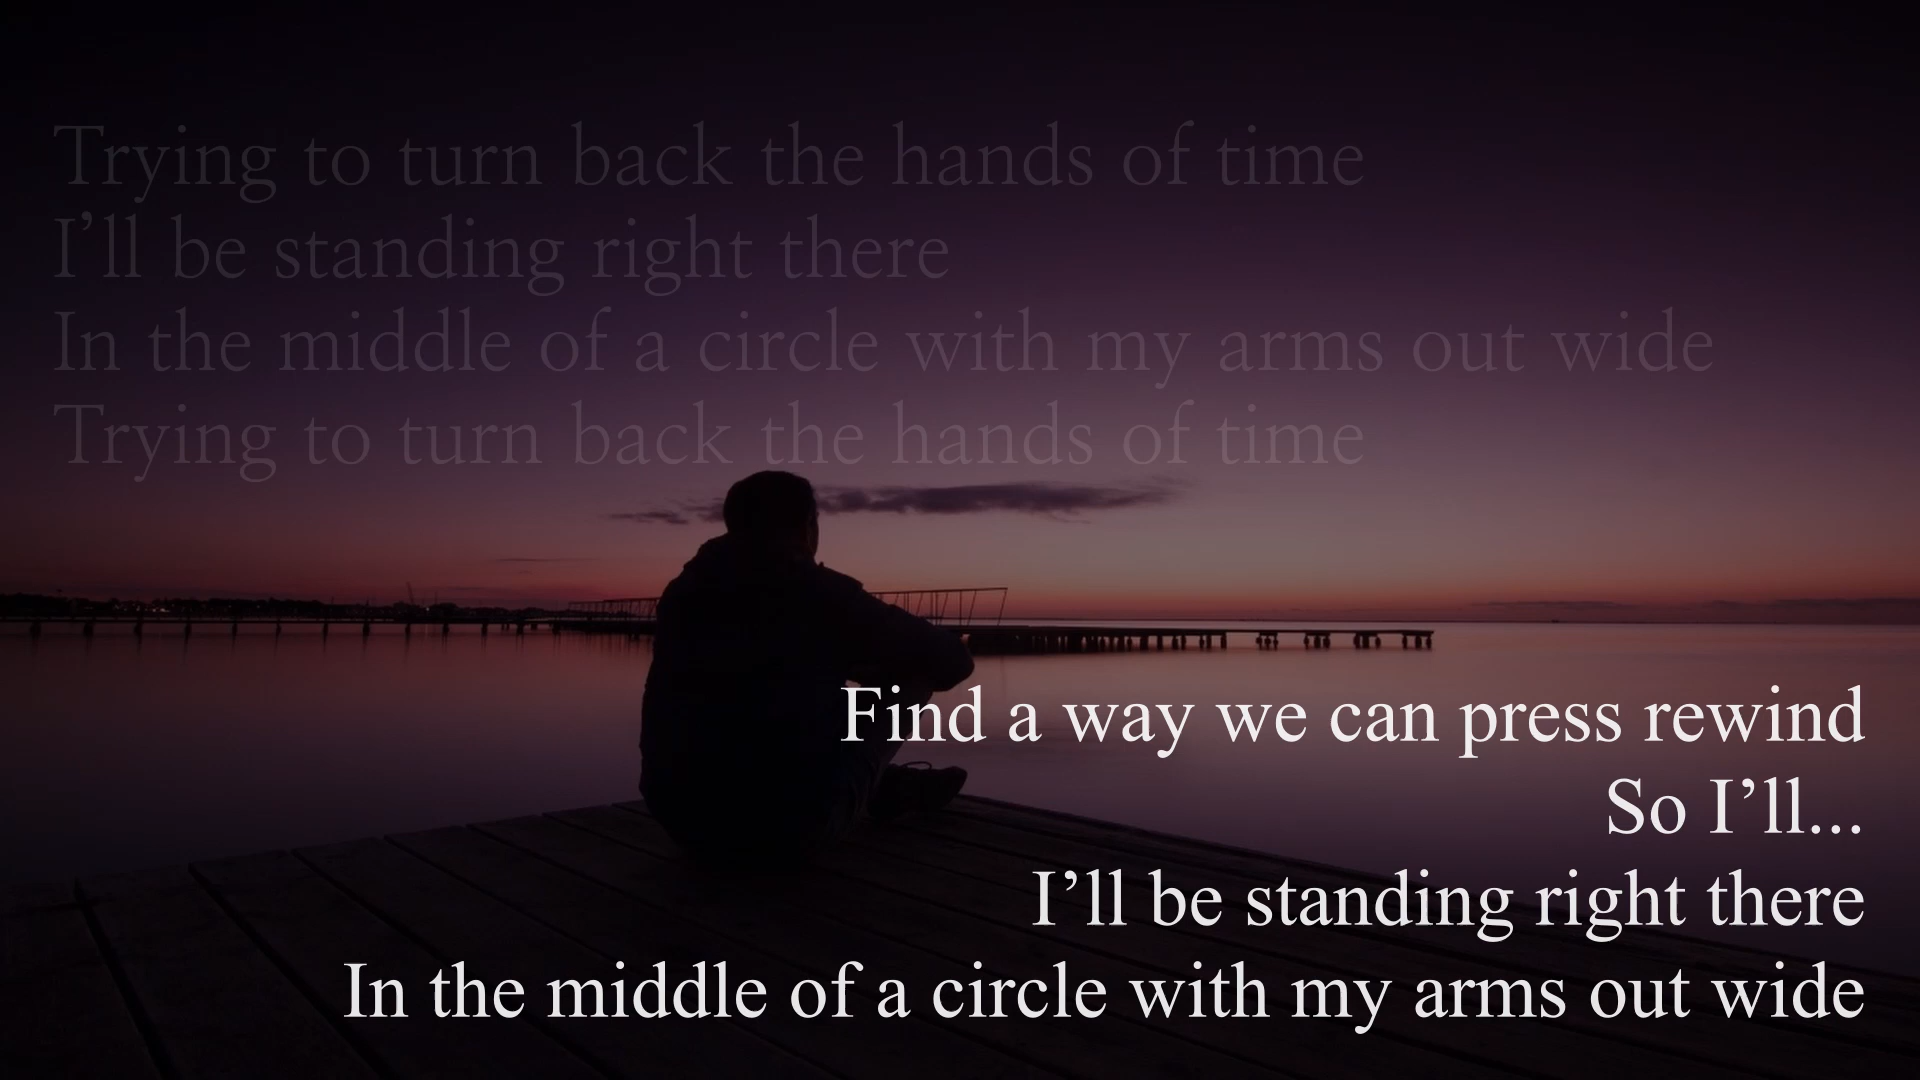 Trying to turn back the hands of time
I’ll be standing right there
In the middle of a circle with my arms out wide
Trying to turn back the hands of time
Find a way we can press rewind
So I’ll...
I’ll be standing right there
In the middle of a circle with my arms out wide